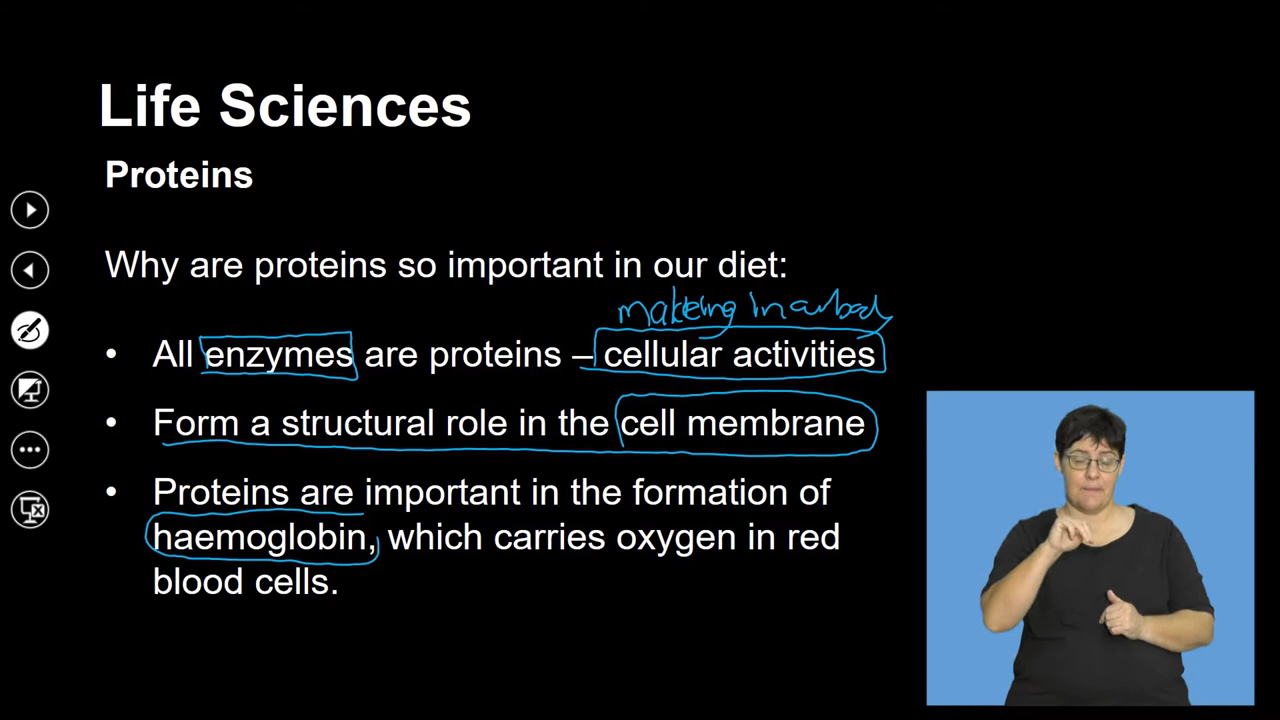 Life Sciences
Proteins
Why are proteins so important in our diet:
making in our body
• All enzymes are proteins – cellular activities
• Form a structural role in the cell membrane
• Proteins are important in the formation of
haemoglobin, which carries oxygen in red
blood cells.